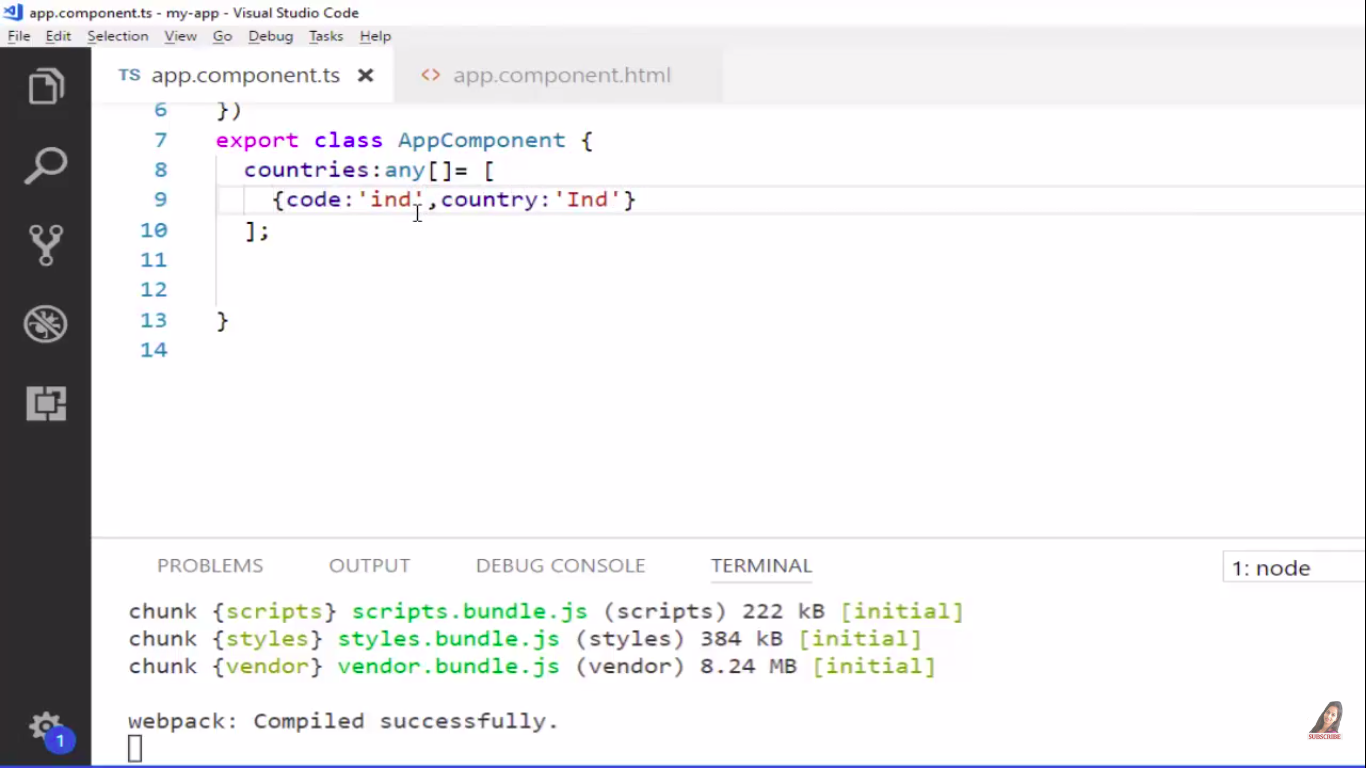 app.component.ts - my-app - Visual Studio Code
File Edit Selection View Go Debug Tasks Help
TS app.component.ts app.component.html
6 })
7 export class AppComponent {
8 countries:any[]= [
9 {code:'ind',country:'Ind'}
10 ];
11
12
13 }
14
PROBLEMS OUTPUT DEBUG CONSOLE TERMINAL 1: node
chunk {scripts} scripts.bundle.js (scripts) 222 kB [initial]
chunk {styles} styles.bundle.js (styles) 384 kB [initial]
chunk {vendor} vendor.bundle.js (vendor) 8.24 MB [initial]
webpack: Compiled successfully.
1
SUBSCRIBE